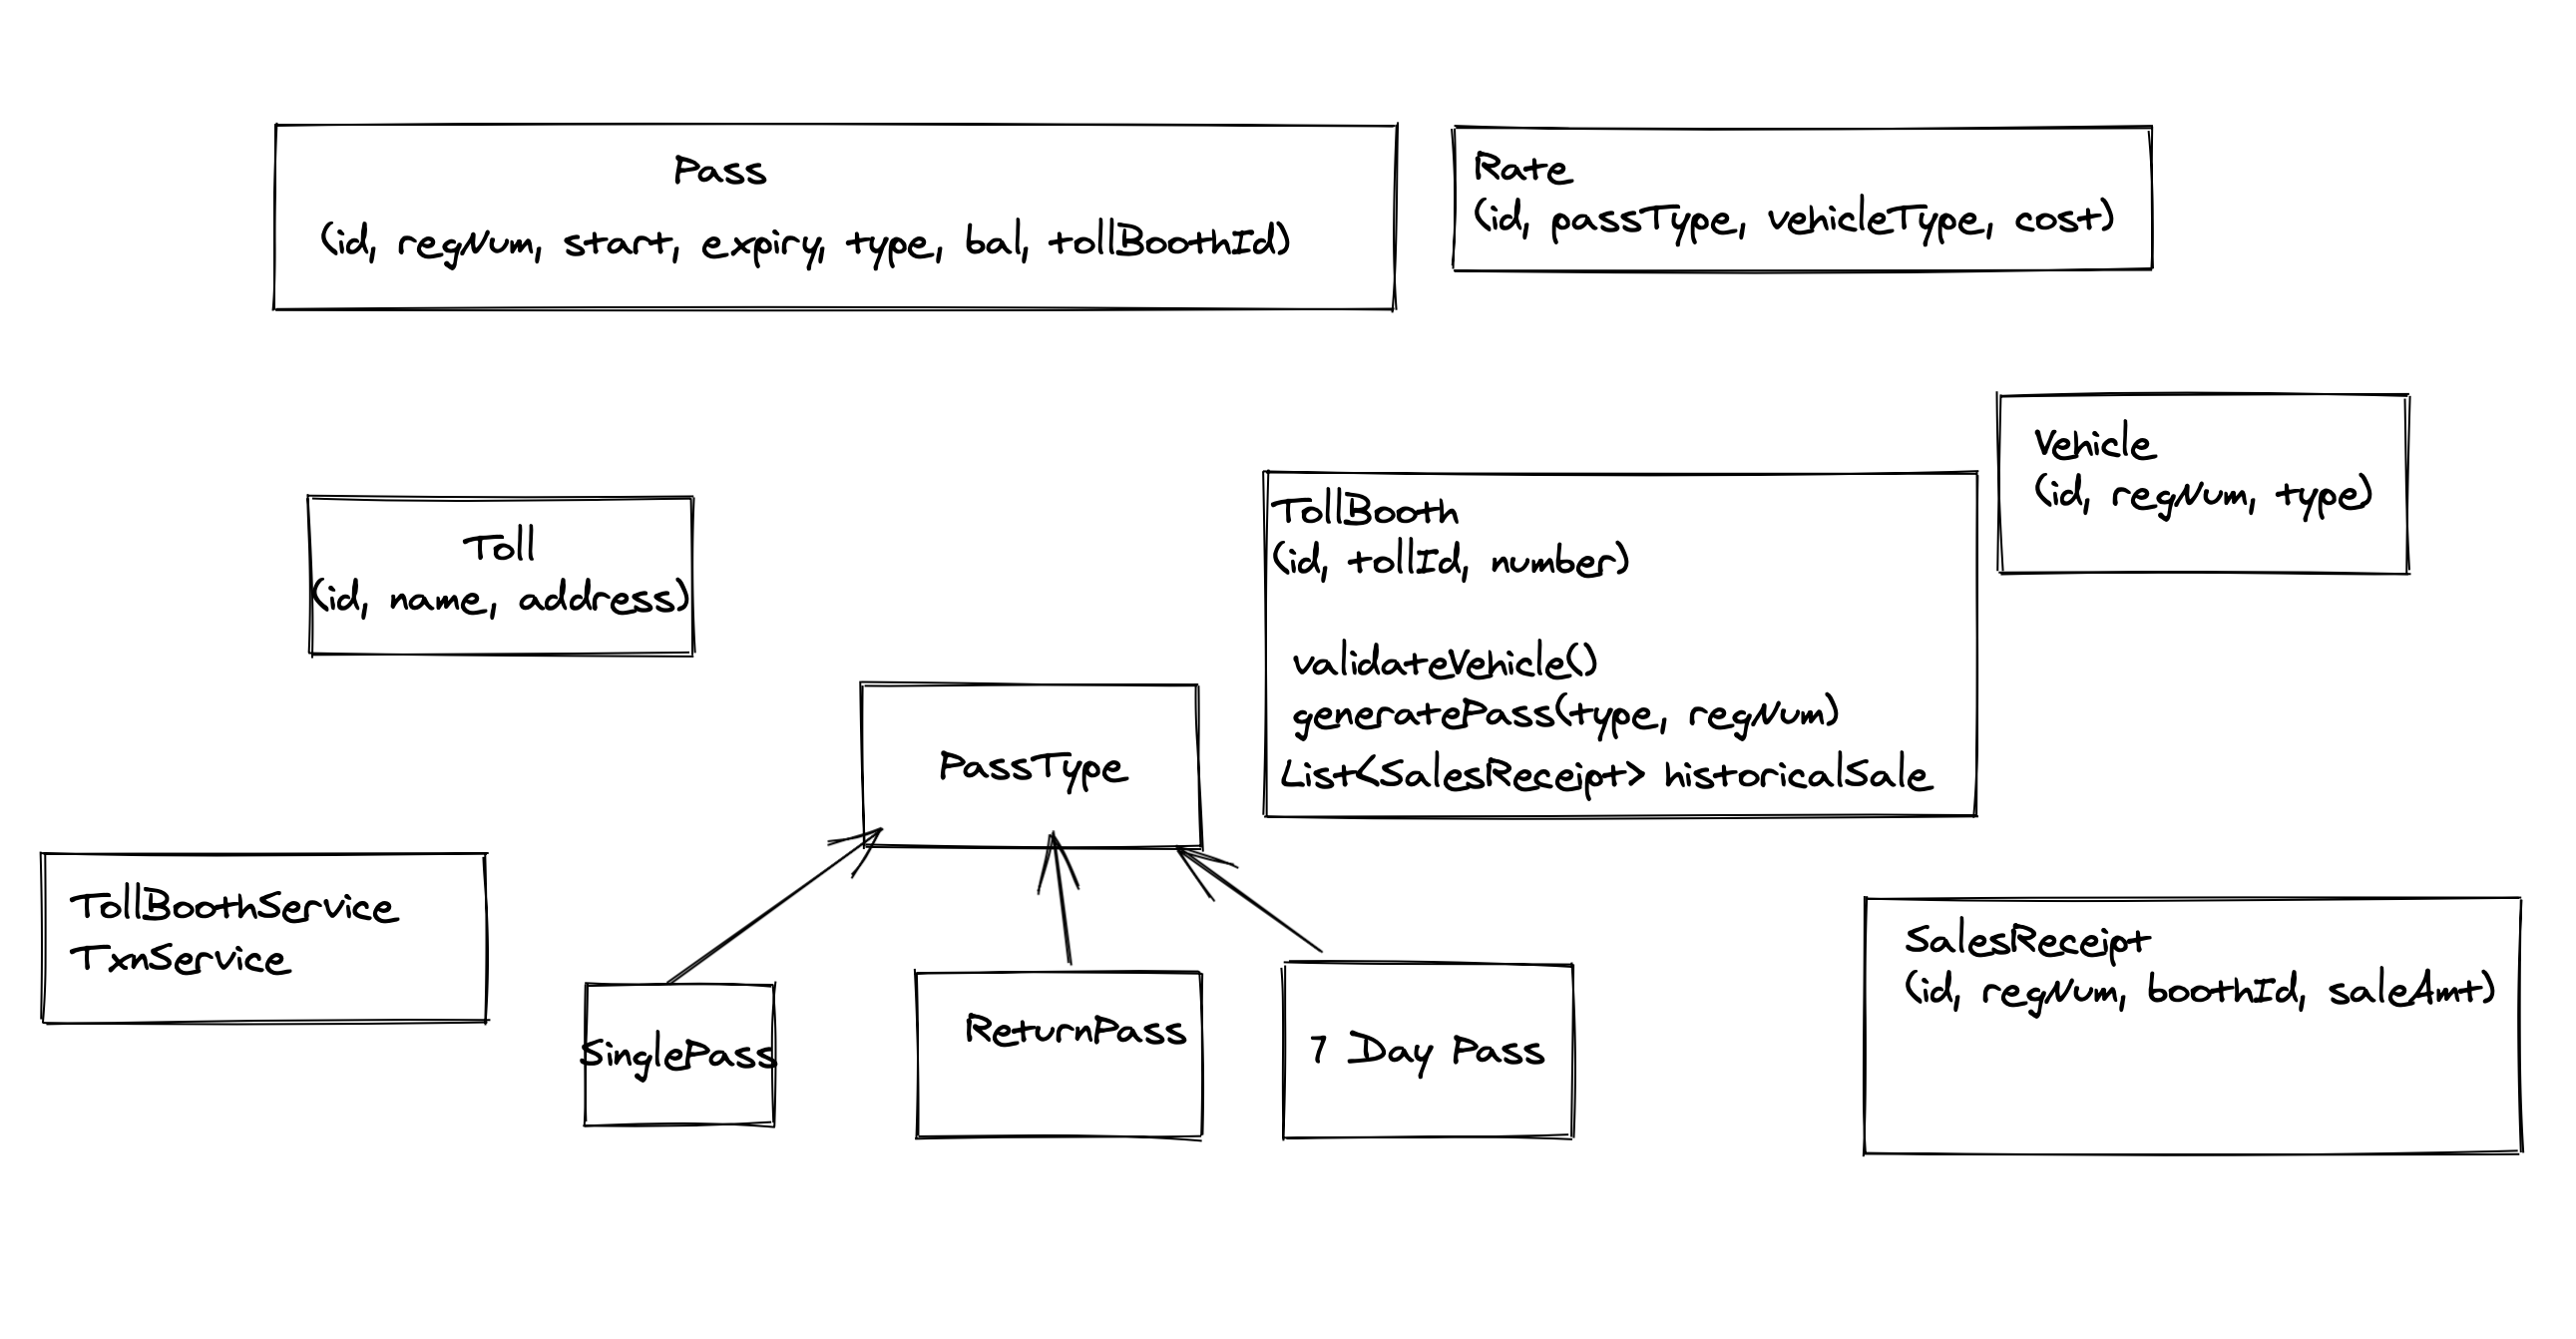 Pass
(id, regNum, start, expiry, type, bal, tollBoothId)
Rate
(id, passType, vehicleType, cost)
Vehicle
(id, regNum, type)
Toll
(id, name, address)
TollBooth
(id, tollId, number)
validateVehicle()
generatePass(type, regNum)
List<SalesReceipt> historicalSale
PassType
TollBoothService
TxnService
SinglePass
ReturnPass
7 Day Pass
SalesReceipt
(id, regNum, boothId, saleAmt)